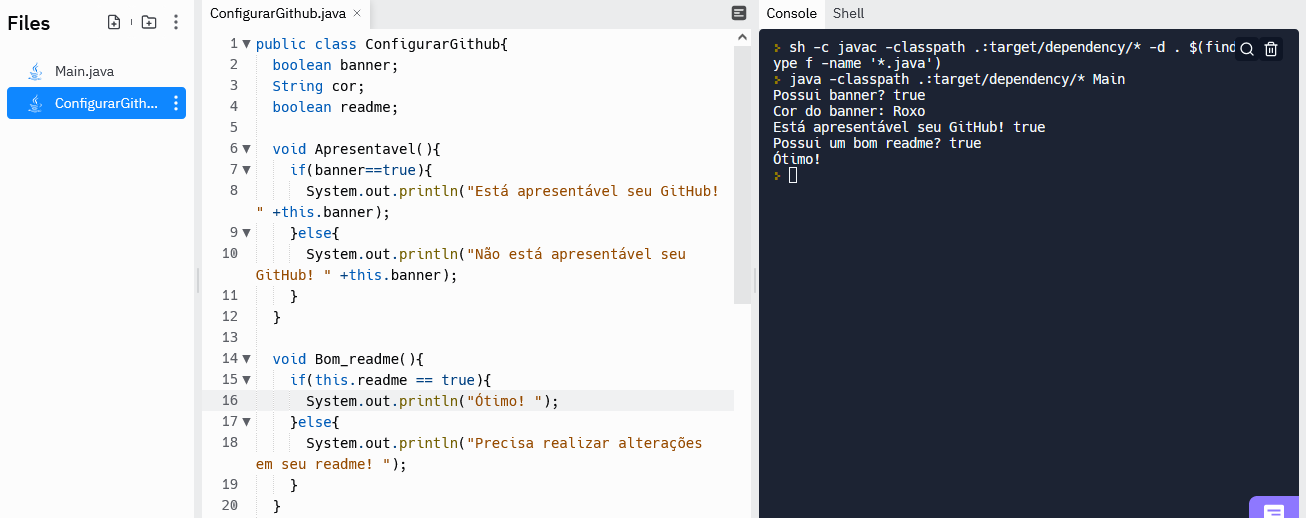 Files
Main.java
ConfigurarGith...
ConfigurarGithub.java ×
1 public class ConfigurarGithub{
2 boolean banner;
3 String cor;
4 boolean readme;
5
6 void Apresentavel(){
7 if(banner==true){
8 System.out.println("Está apresentável seu GitHub!
" +this.banner);
9 }else{
10 System.out.println("Não está apresentável seu
GitHub! " +this.banner);
11 }
12 }
13
14 void Bom_readme(){
15 if(this.readme == true){
16 System.out.println("Ótimo! ");
17 }else{
18 System.out.println("Precisa realizar alterações
em seu readme! ");
19 }
20 }
Console Shell
sh -c javac -classpath .:target/dependency/* -d . $(find
ype f -name '*.java')
java -classpath .:target/dependency/* Main
Possui banner? true
Cor do banner: Roxo
Está apresentável seu GitHub! true
Possui um bom readme? true
Ótimo!